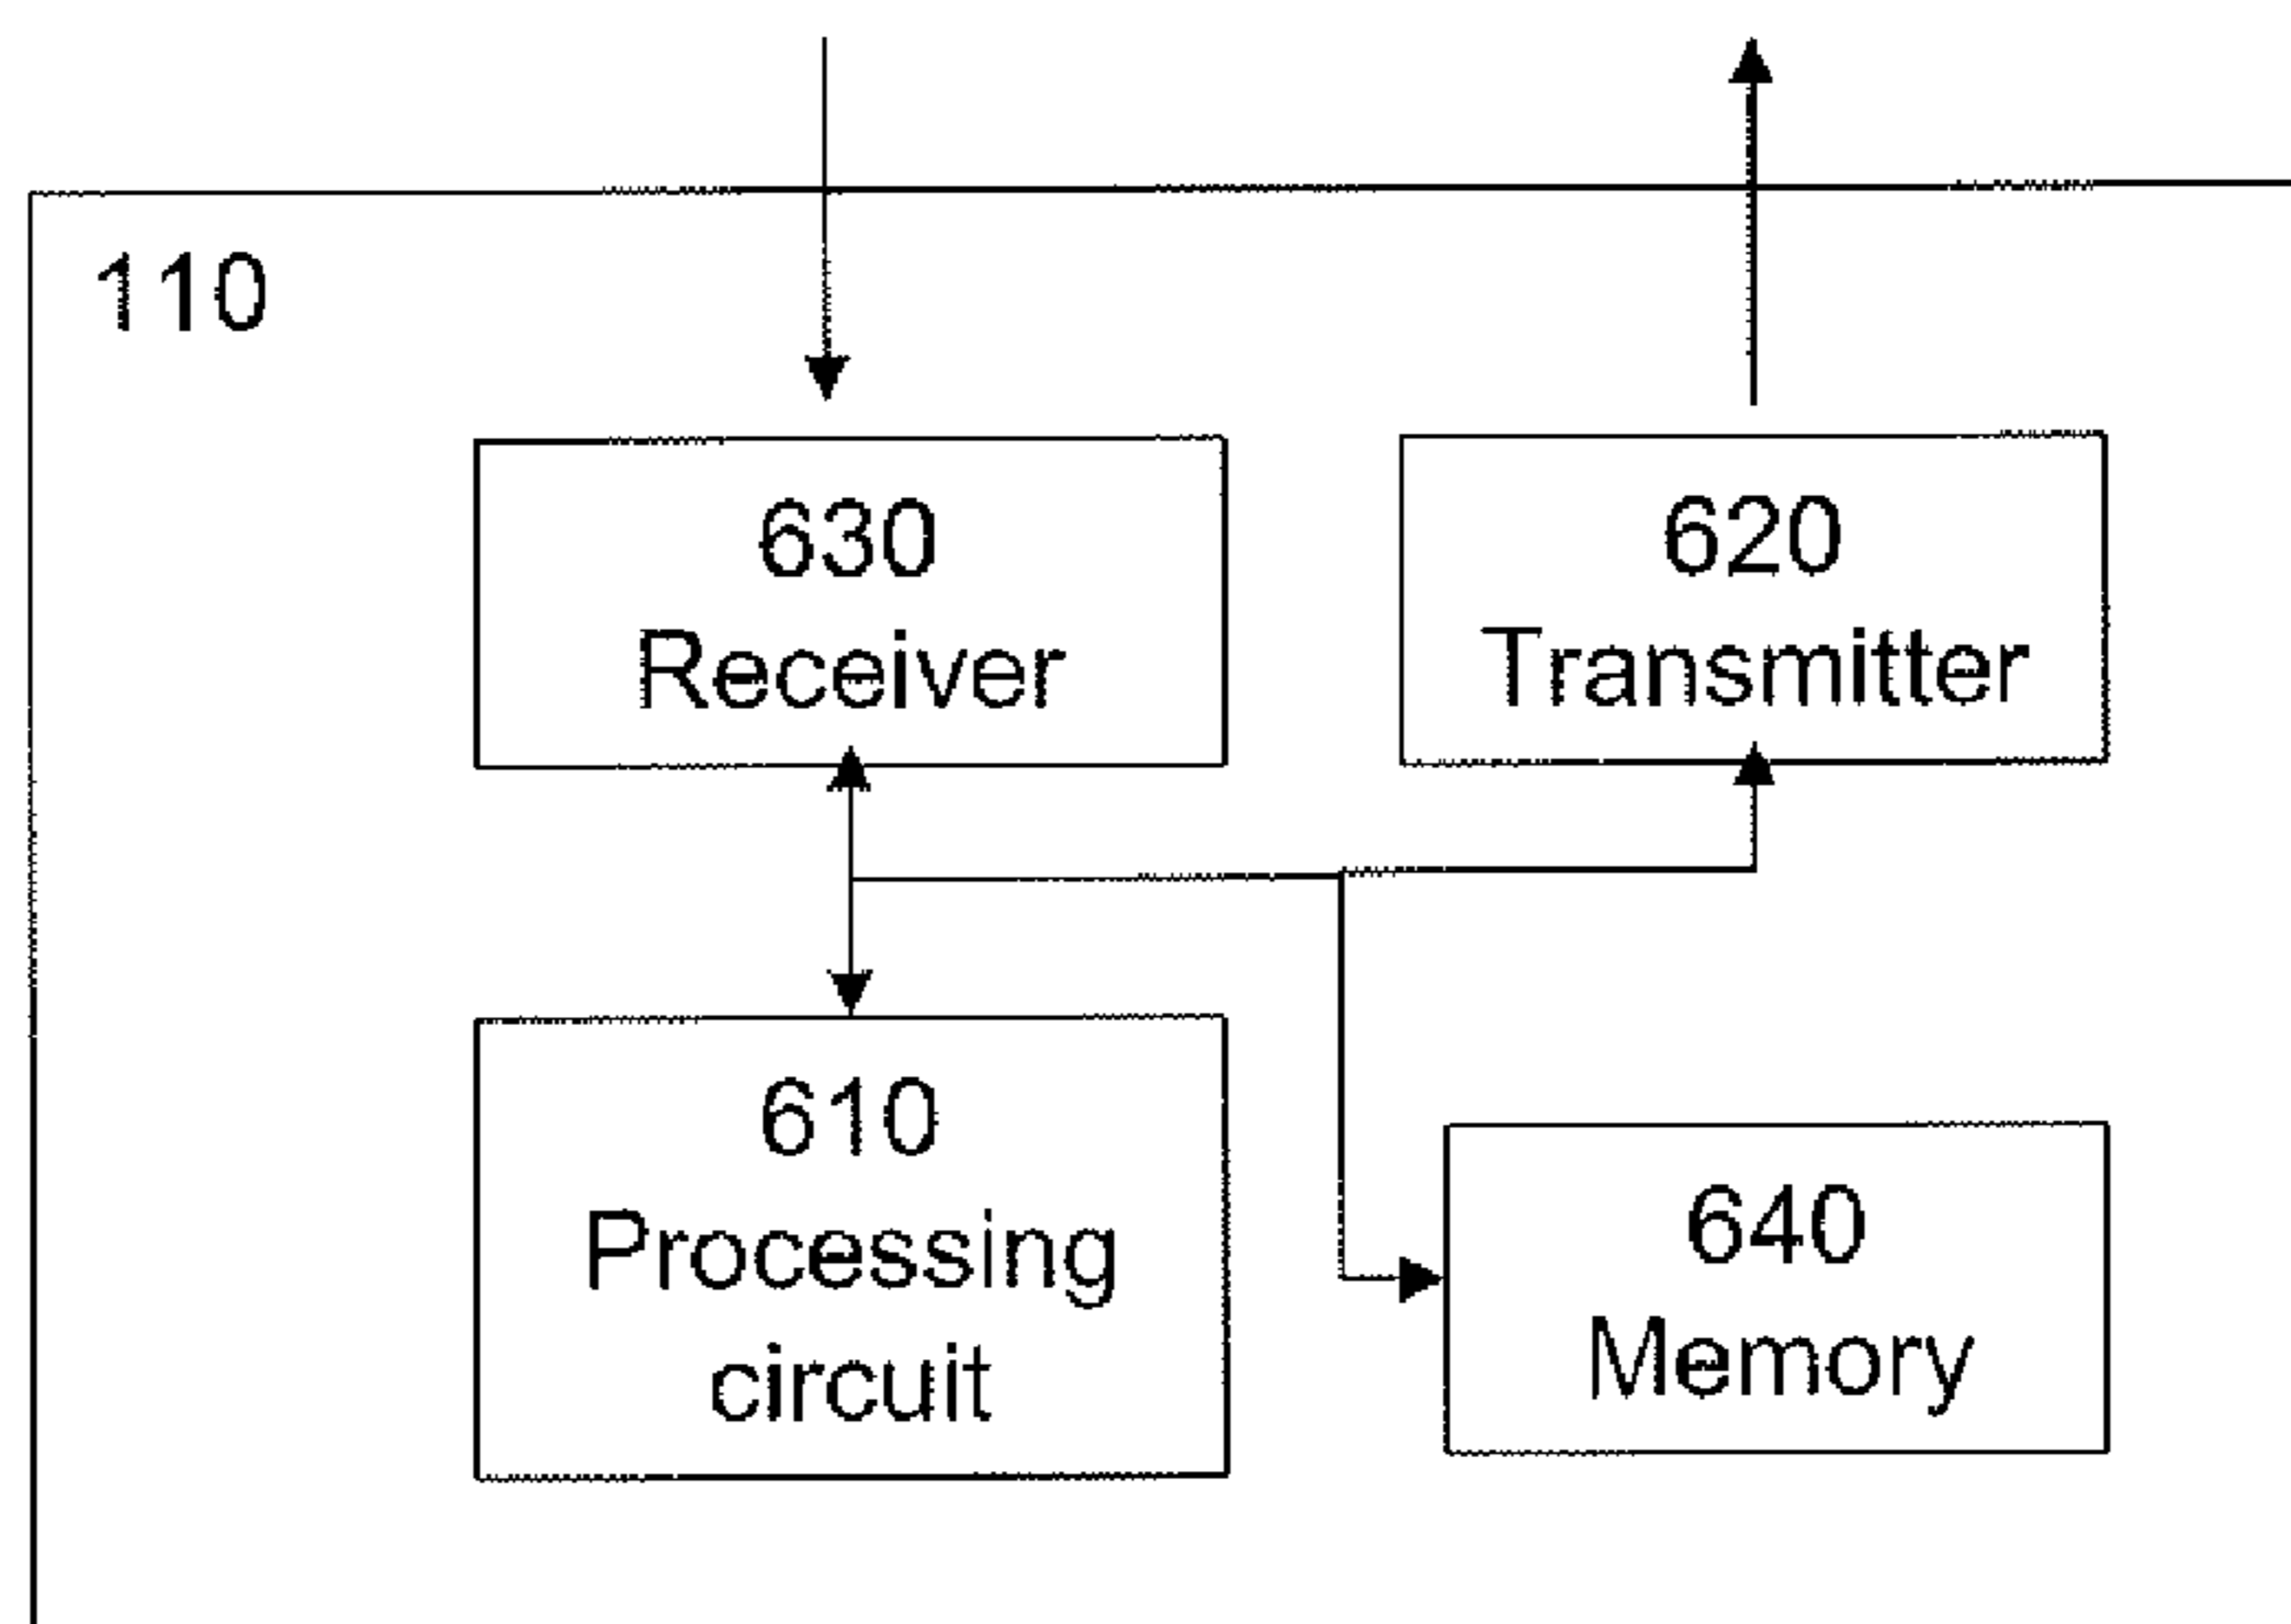 110
630
Receiver
620
Transmitter
610
Processing
circuit
640
Memory